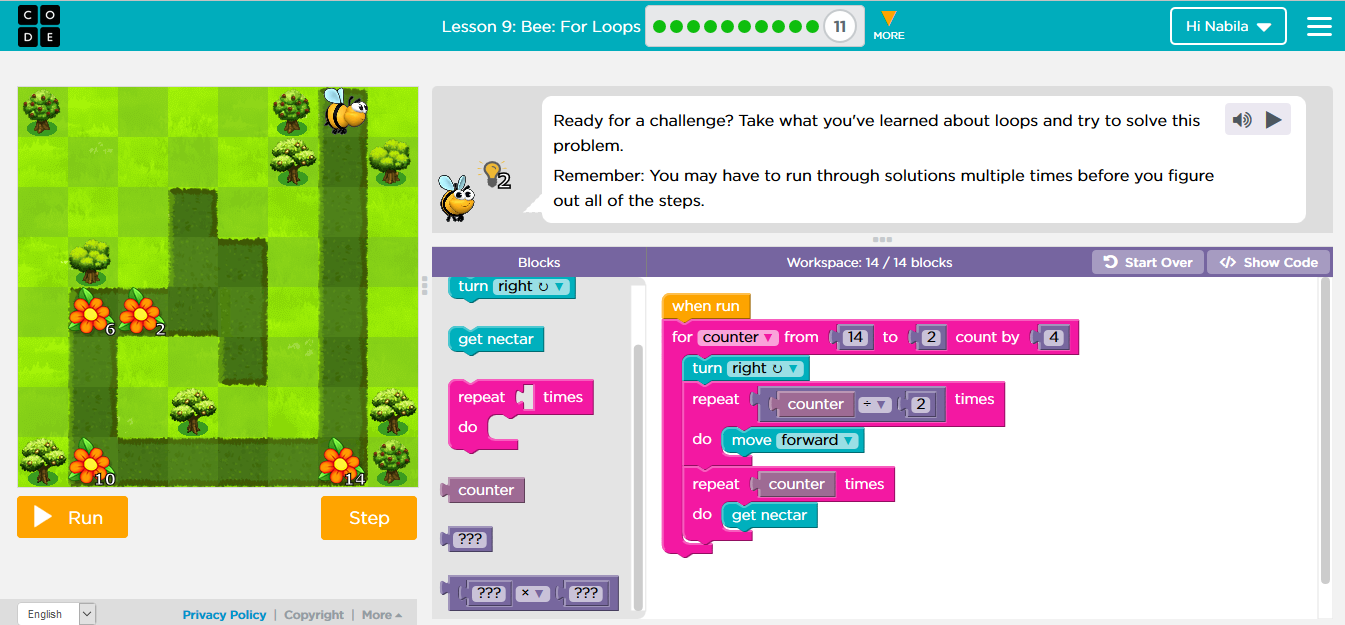 C O
D E
Lesson 9: Bee: For Loops
11
MORE
Hi Nabila
Ready for a challenge? Take what you've learned about loops and try to solve this
problem.
Remember: You may have to run through solutions multiple times before you figure
out all of the steps.
2
Blocks
Workspace: 14 / 14 blocks
Start Over
</> Show Code
turn right ↻
get nectar
repeat times
do
counter
???
??? × ???
when run
for counter from 14 to 2 count by 4
turn right ↻
repeat counter ÷ 2 times
do move forward
repeat counter times
do get nectar
6 2
10 14
Run
Step
English
Privacy Policy | Copyright | More